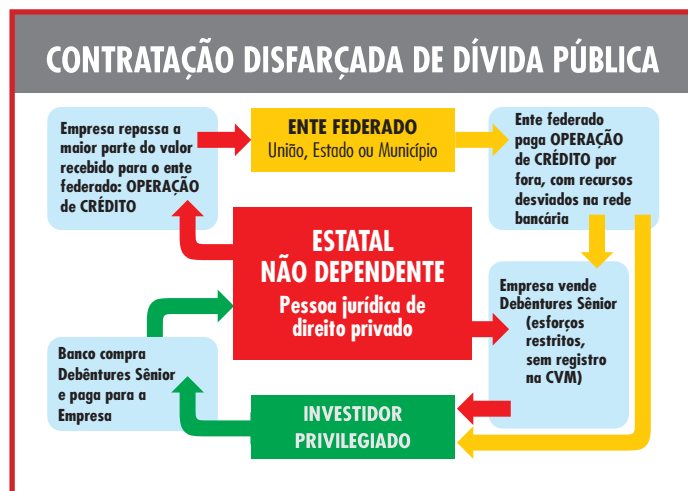 CONTRATAÇÃO DISFARÇADA DE DÍVIDA PÚBLICA
Empresa repassa a
maior parte do valor
recebido para o ente
federado: OPERAÇÃO
de CRÉDITO
ENTE FEDERADO
União, Estado ou Município
Ente federado
paga OPERAÇÃO
de CRÉDITO por
fora, com recursos
desviados na rede
bancária
ESTATAL
NÃO DEPENDENTE
Pessoa jurídica de
direito privado
Empresa vende
Debêntures Sênior
(esforços
restritos,
sem registro
na CVM)
Banco compra
Debêntures Sênior
e paga para a
Empresa
INVESTIDOR
PRIVILEGIADO